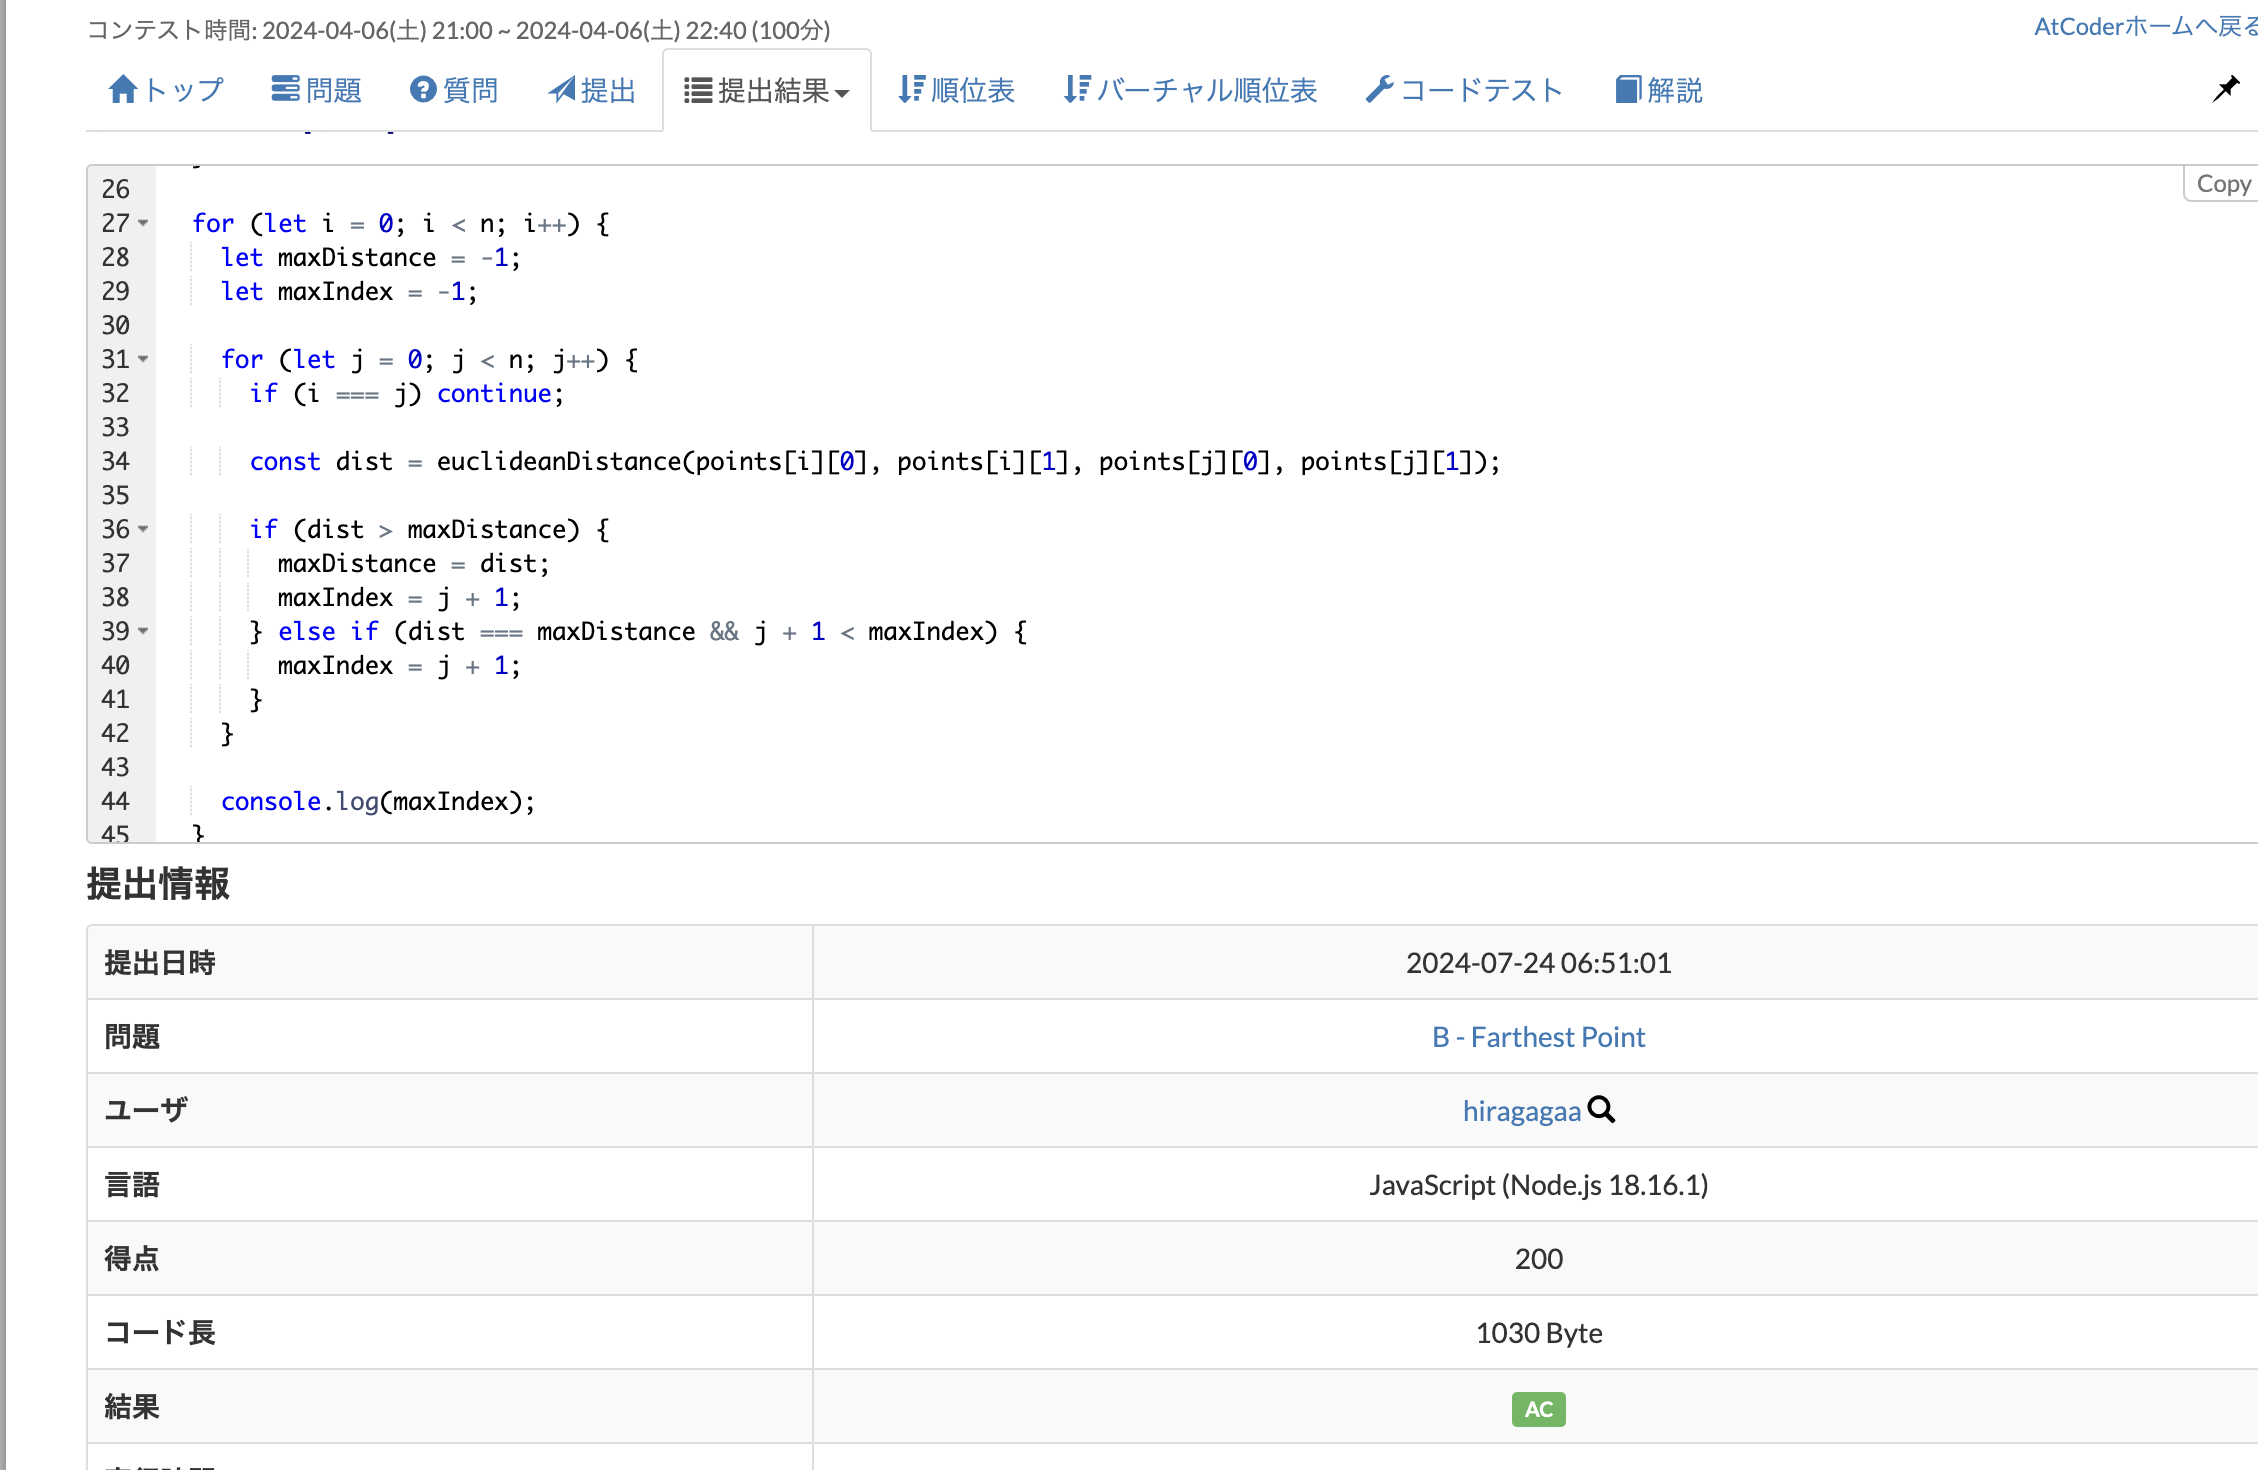 コンテスト時間: 2024-04-06(土) 21:00 ~ 2024-04-06(土) 22:40 (100分)
AtCoderホームへ戻る
トップ 問題 質問 提出 提出結果 順位表 バーチャル順位表 コードテスト 解説
Copy
26
27 for (let i = 0; i < n; i++) {
28 let maxDistance = -1;
29 let maxIndex = -1;
30
31 for (let j = 0; j < n; j++) {
32 if (i === j) continue;
33
34 const dist = euclideanDistance(points[i][0], points[i][1], points[j][0], points[j][1]);
35
36 if (dist > maxDistance) {
37 maxDistance = dist;
38 maxIndex = j + 1;
39 } else if (dist === maxDistance && j + 1 < maxIndex) {
40 maxIndex = j + 1;
41 }
42 }
43
44 console.log(maxIndex);
45 }
提出情報
提出日時 2024-07-24 06:51:01
問題 B - Farthest Point
ユーザ hiragagaa
言語 JavaScript (Node.js 18.16.1)
得点 200
コード長 1030 Byte
結果 AC